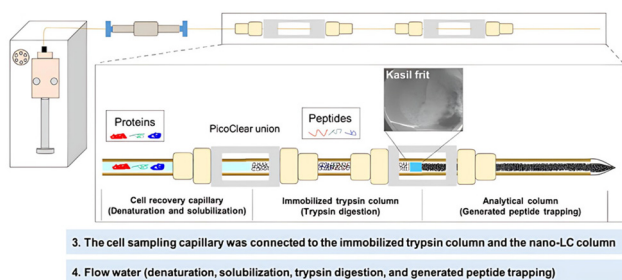 Kasil frit
Proteins
PicoClear union
Peptides
Cell recovery capillary
(Denaturation and solubilization)
Immobilized trypsin column
(Trypsin digestion)
Analytical column
(Generated peptide trapping)
3. The cell sampling capillary was connected to the immobilized trypsin column and the nano-LC column
4. Flow water (denaturation, solubilization, trypsin digestion, and generated peptide trapping)